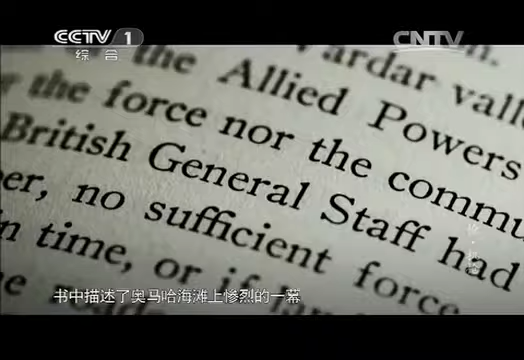 CCTV 1
综合
CNTV
Vardar valle
the Allied Powers
the force nor the commu
British General Staff had
er, no sufficient force
n time, or if
书中描述了奥马哈海滩上惨烈的一幕